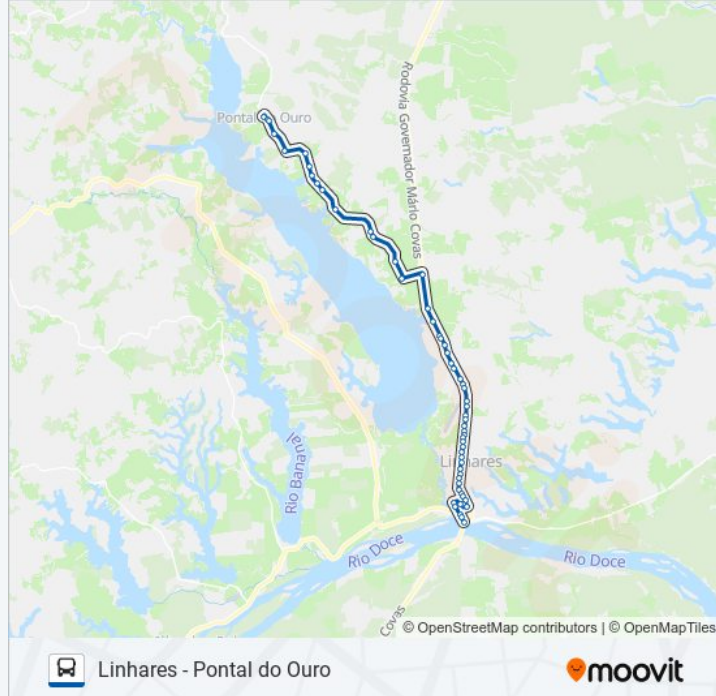 Pontal do Ouro
Rodovia Governador Mário Covas
Linhares
Rio Bananal
Rio Doce
Rio Doce
Covas
© OpenStreetMap contributors | © OpenMapTiles
Linhares - Pontal do Ouro
moovit